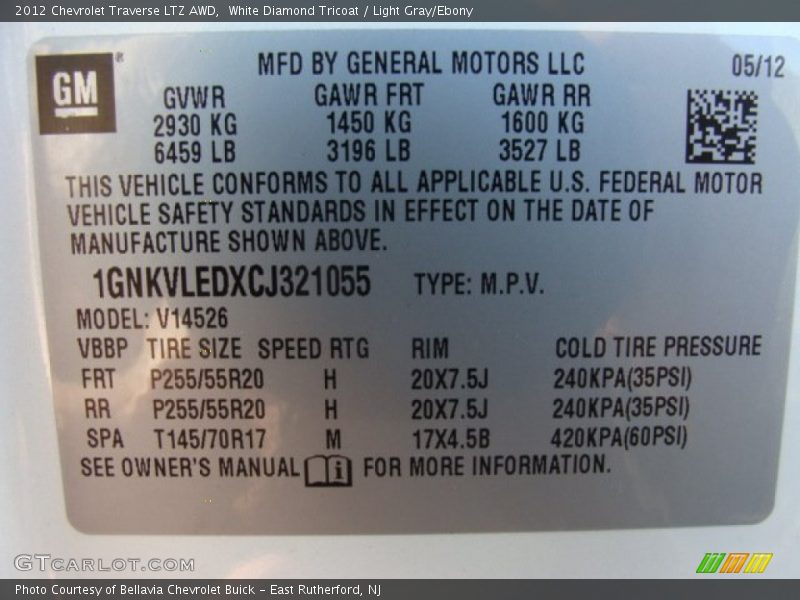 2012 Chevrolet Traverse LTZ AWD,  White Diamond Tricoat / Light Gray/Ebony
GM®
MFD BY GENERAL MOTORS LLC 05/12
GVWR GAWR FRT GAWR RR
2930 KG 1450 KG 1600 KG
6459 LB 3196 LB 3527 LB
THIS VEHICLE CONFORMS TO ALL APPLICABLE U.S. FEDERAL MOTOR
VEHICLE SAFETY STANDARDS IN EFFECT ON THE DATE OF
MANUFACTURE SHOWN ABOVE.
1GNKVLEDXCJ321055 TYPE: M.P.V.
MODEL: V14526
VBBP TIRE SIZE SPEED RTG RIM COLD TIRE PRESSURE
FRT P255/55R20 H 20X7.5J 240KPA(35PSI)
RR P255/55R20 H 20X7.5J 240KPA(35PSI)
SPA T145/70R17 M 17X4.5B 420KPA(60PSI)
SEE OWNER'S MANUAL i FOR MORE INFORMATION.
GTCARLOT.COM
Photo Courtesy of Bellavia Chevrolet Buick - East Rutherford, NJ